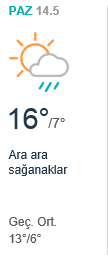 PAZ 14.5
16°/7°
Ara ara
sağanaklar
Geç. Ort.
13°/6°